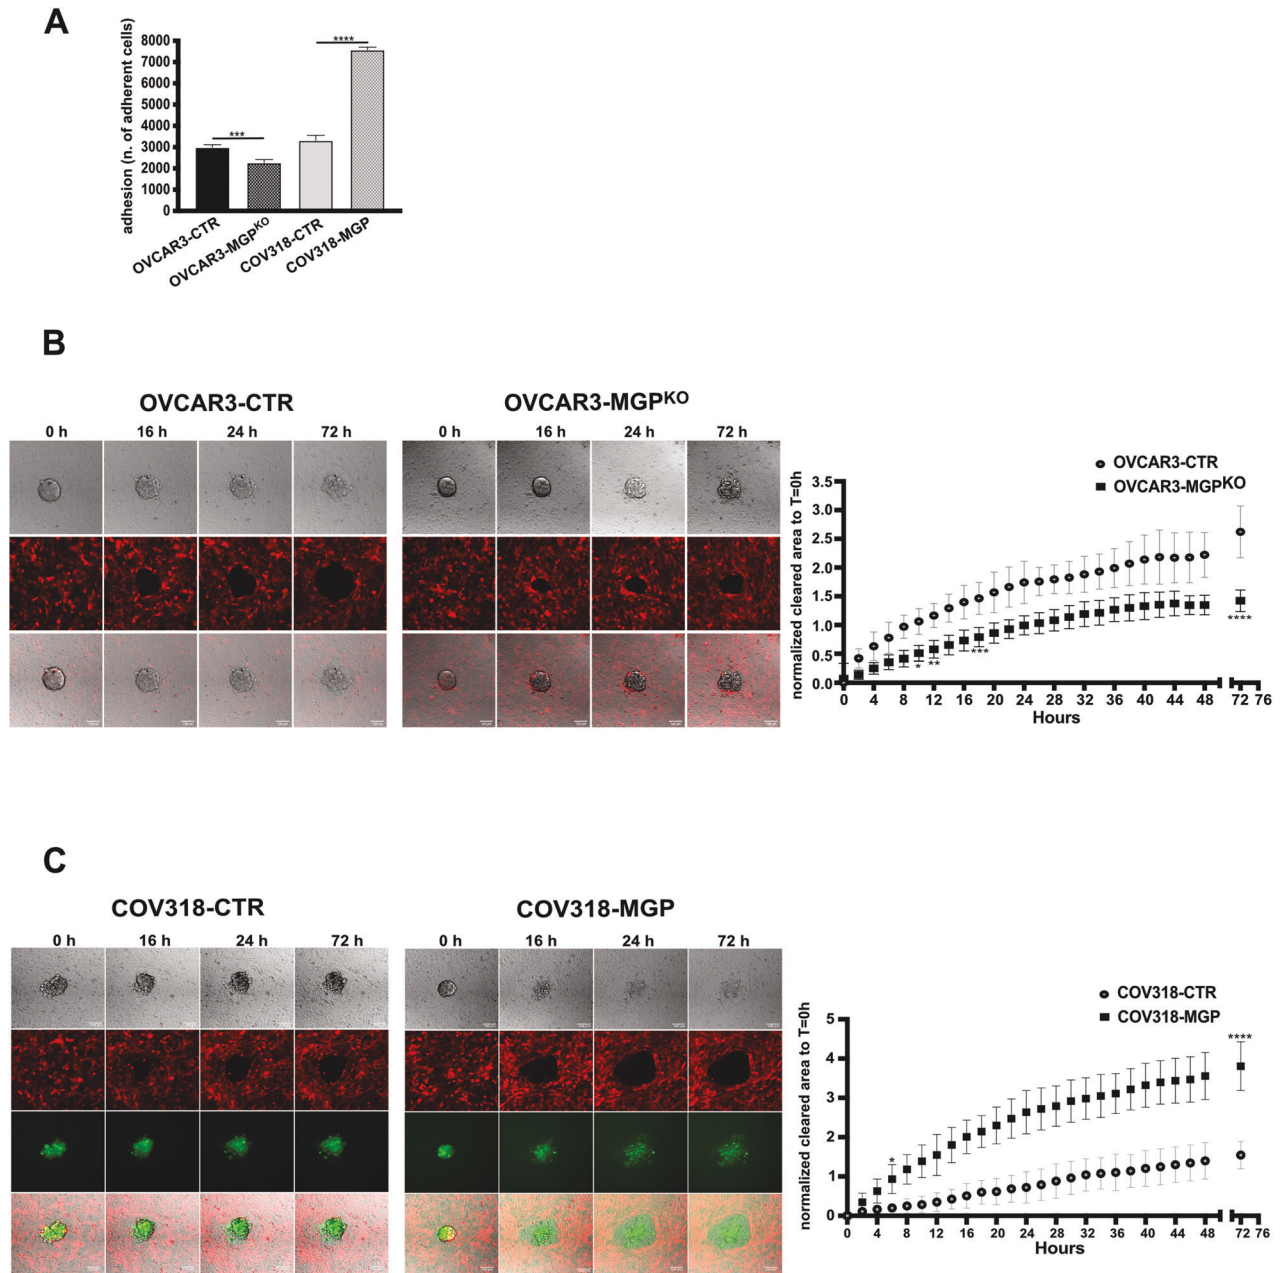 A
adhesion (n. of adherent cells)
8000
7000
6000
5000
4000
3000
2000
1000
0
***
****
OVCAR3-CTR
OVCAR3-MGPKO
COV318-CTR
COV318-MGP
B
OVCAR3-CTR
0 h 16 h 24 h 72 h
OVCAR3-MGPKO
0 h 16 h 24 h 72 h
OVCAR3-CTR
OVCAR3-MGPKO
normalized cleared area to T=0h
3.5
3.0
2.5
2.0
1.5
1.0
0.5
0.0
* ** *** ****
0 4 8 12 16 20 24 28 32 36 40 44 48 72 76
Hours
C
COV318-CTR
0 h 16 h 24 h 72 h
COV318-MGP
0 h 16 h 24 h 72 h
COV318-CTR
COV318-MGP
normalized cleared area to T=0h
5
4
3
2
1
0
* ****
0 4 8 12 16 20 24 28 32 36 40 44 48 72 76
Hours